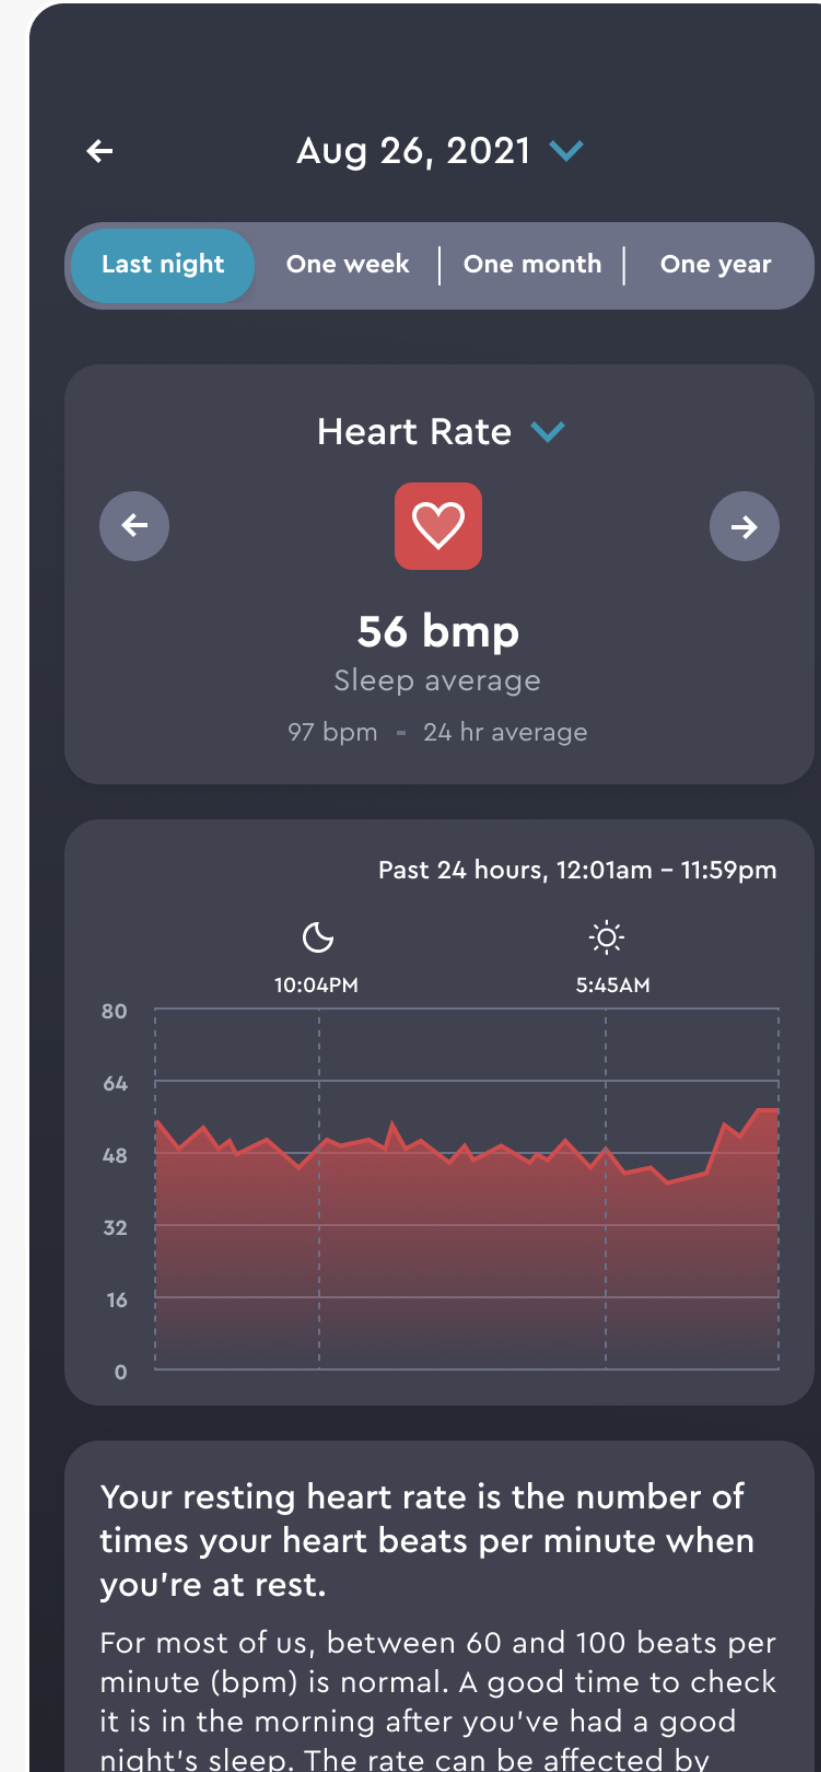 Aug 26, 2021
Last night One week One month One year
Heart Rate
56 bmp
Sleep average
97 bpm - 24 hr average
Past 24 hours, 12:01am – 11:59pm
10:04PM 5:45AM
80
64
48
32
16
0
Your resting heart rate is the number of
times your heart beats per minute when
you’re at rest.
For most of us, between 60 and 100 beats per
minute (bpm) is normal. A good time to check
it is in the morning after you’ve had a good
night’s sleep. The rate can be affected by